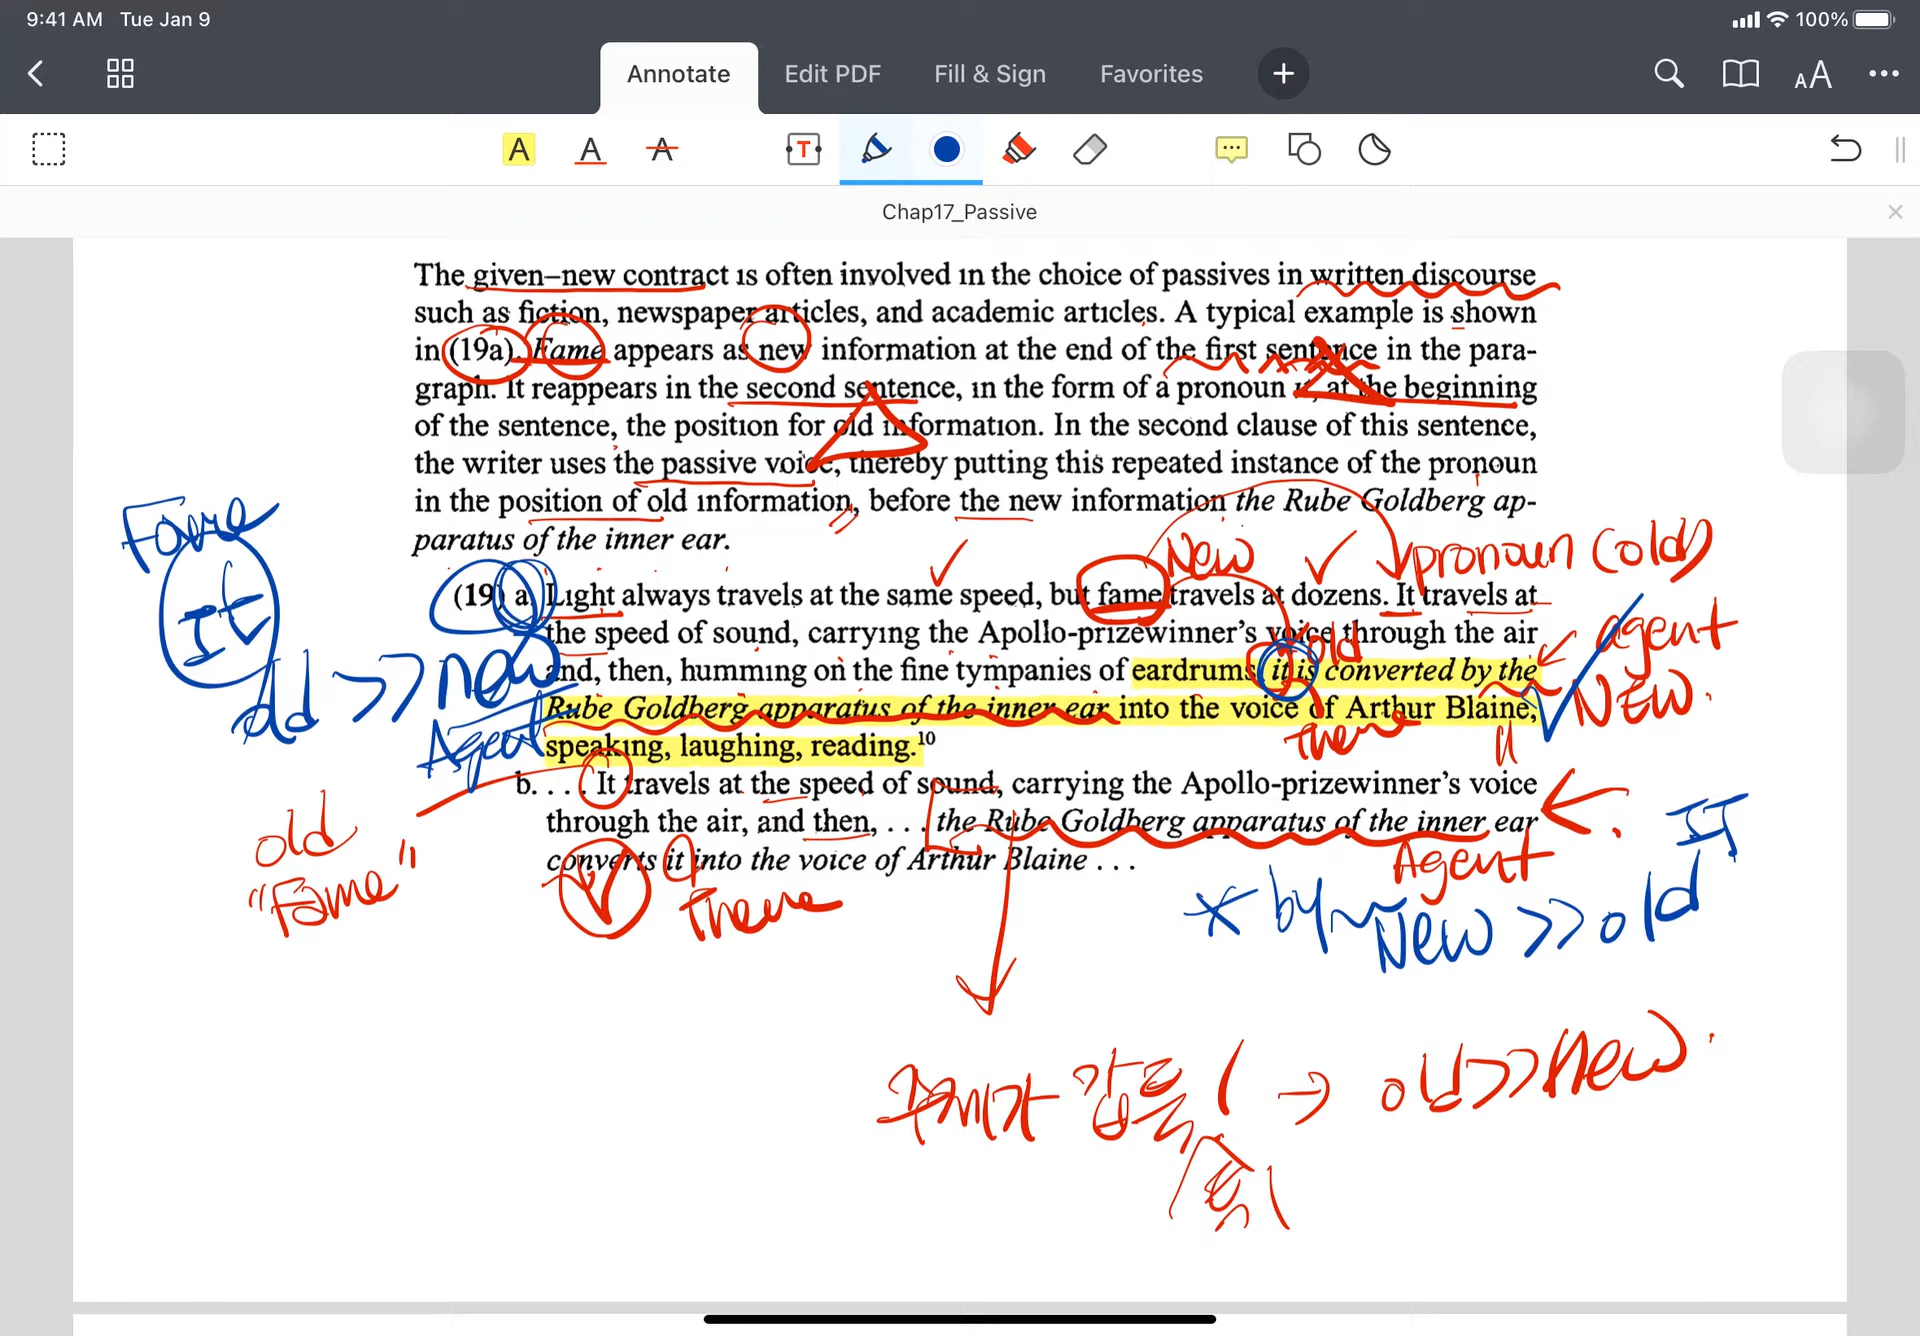 9:41 AM Tue Jan 9
100%
Annotate Edit PDF Fill & Sign Favorites
Chap17_Passive
The given–new contract is often involved in the choice of passives in written discourse
such as fiction, newspaper articles, and academic articles. A typical example is shown
in (19a). Fame appears as new information at the end of the first sentence in the para-
graph. It reappears in the second sentence, in the form of a pronoun it, at the beginning
of the sentence, the position for old information. In the second clause of this sentence,
the writer uses the passive voice, thereby putting this repeated instance of the pronoun
in the position of old information, before the new information the Rube Goldberg ap-
paratus of the inner ear.
Fame
It
old >> new
Agent
New
pronoun (old)
(19) a. Light always travels at the same speed, but fame travels at dozens. It travels at
the speed of sound, carrying the Apollo-prizewinner's voice through the air
and, then, humming on the fine tympanies of eardrums, it is converted by the
Rube Goldberg apparatus of the inner ear into the voice of Arthur Blaine,
speaking, laughing, reading.10
old
agent
NEW.
theme
b. . . . It travels at the speed of sound, carrying the Apollo-prizewinner's voice
through the air, and then, . . . the Rube Goldberg apparatus of the inner ear
converts it into the voice of Arthur Blaine . . .
old
"Fame"
theme
Agent
IT
* by~ New >> old
→ old >> New.